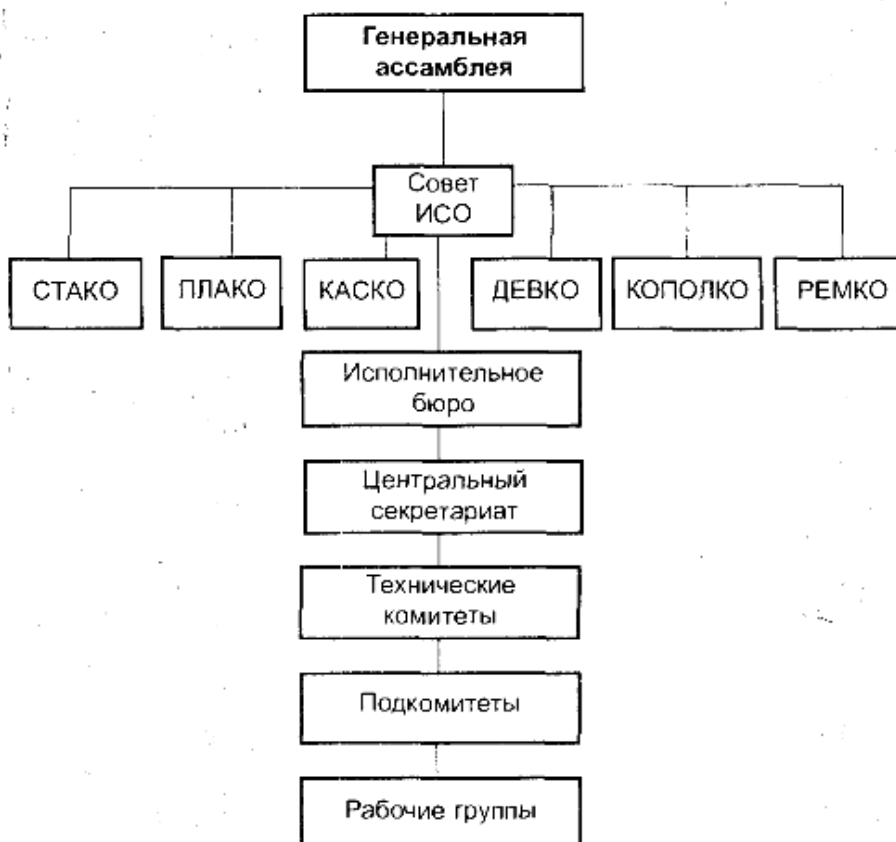 Генеральная
ассамблея
Совет
ИСО
СТАКО
ПЛАКО
КАСКО
ДЕВКО
КОПОЛКО
РЕМКО
Исполнительное
бюро
Центральный
секретариат
Технические
комитеты
Подкомитеты
Рабочие группы